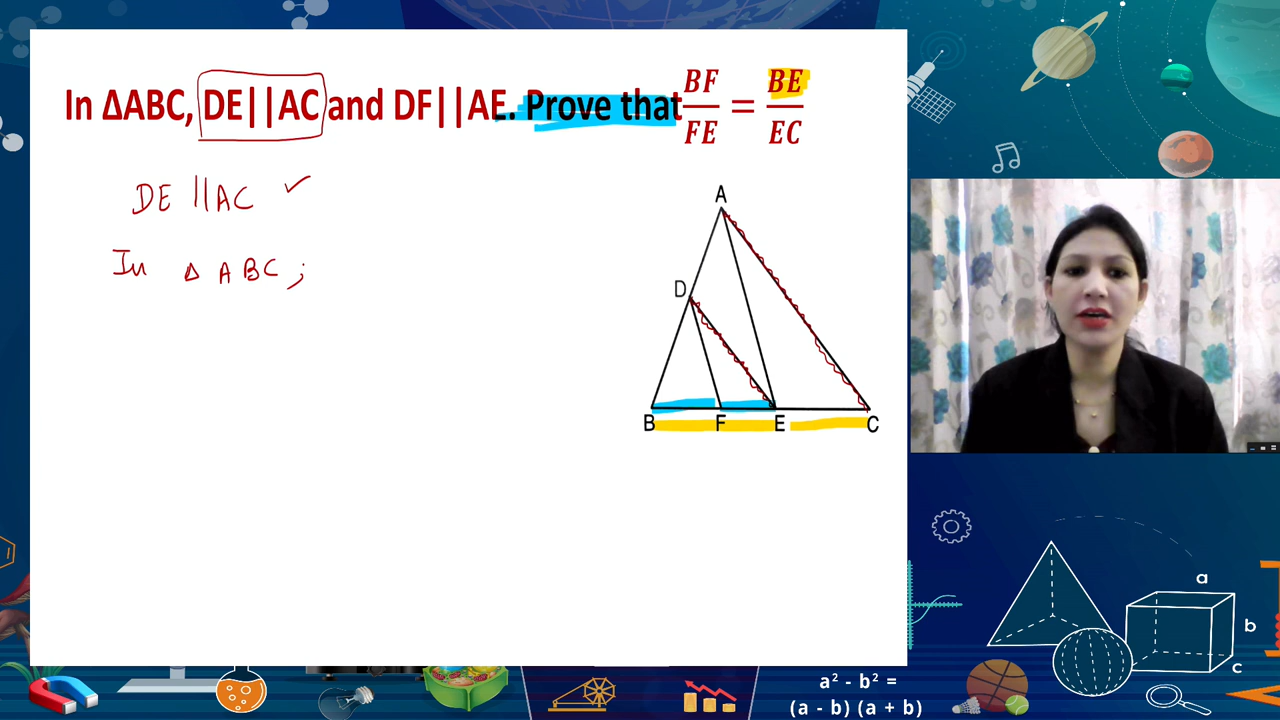 In ΔABC, DE||AC and DF||AE. Prove that BF/FE = BE/EC
DE || AC ✓
In Δ ABC;
A
D
B F E C
a
b
c
a² - b² =
(a - b) (a + b)